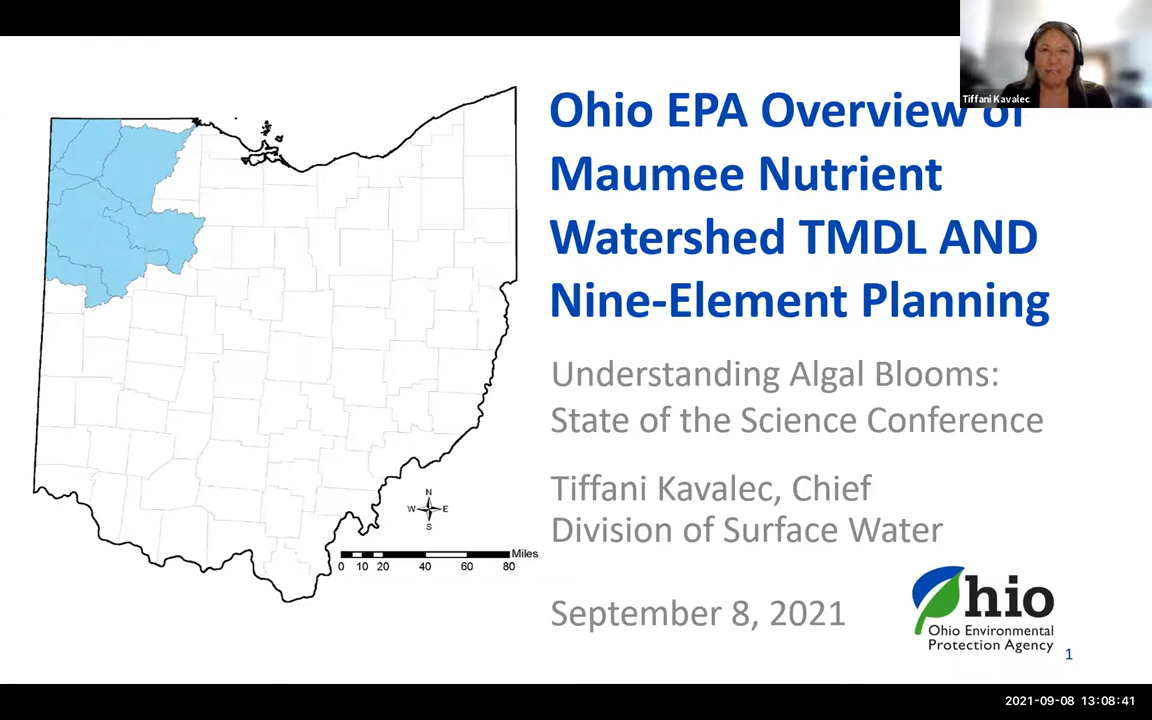 Tiffani Kavalec
Ohio EPA Overview of
Maumee Nutrient
Watershed TMDL AND
Nine-Element Planning
Understanding Algal Blooms:
State of the Science Conference
Tiffani Kavalec, Chief
Division of Surface Water
September 8, 2021
N
W E
S
Miles
0 10 20 40 60 80
Ohio
Ohio Environmental
Protection Agency
1
2021-09-08 13:08:41